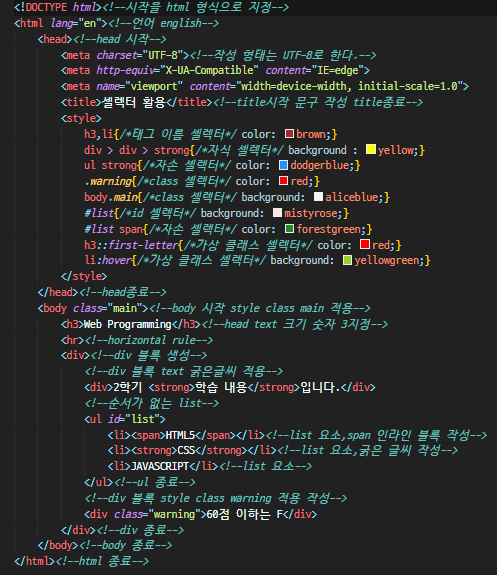 <!DOCTYPE html><!--시작을 html 형식으로 지정-->
<html lang="en"><!--언어 english-->
<head><!--head 시작-->
<meta charset="UTF-8"><!--작성 형태는 UTF-8로 한다.-->
<meta http-equiv="X-UA-Compatible" content="IE=edge">
<meta name="viewport" content="width=device-width, initial-scale=1.0">
<title>셀렉터 활용</title><!--title시작 문구 작성 title종료-->
<style>
h3,li{/*태그 이름 셀렉터*/ color: brown;}
div > div > strong{/*자식 셀렉터*/ background : yellow;}
ul strong{/*자손 셀렉터*/ color: dodgerblue;}
.warning{/*class 셀렉터*/ color: red;}
body.main{/*class 셀렉터*/ background: aliceblue;}
#list{/*id 셀렉터*/ background: mistyrose;}
#list span{/*자손 셀렉터*/ color: forestgreen;}
h3::first-letter{/*가상 클래스 셀렉터*/ color: red;}
li:hover{/*가상 클래스 셀렉터*/ background: yellowgreen;}
</style>
</head><!--head종료-->
<body class="main"><!--body 시작 style class main 적용-->
<h3>Web Programming</h3><!--head text 크기 숫자 3지정-->
<hr><!--horizontal rule-->
<div><!--div 블록 생성-->
<!--div 블록 text 굵은글씨 적용-->
<div>2학기 <strong>학습 내용</strong>입니다.</div>
<!--순서가 없는 list-->
<ul id="list">
<li><span>HTML5</span></li><!--list 요소,span 인라인 블록 작성-->
<li><strong>CSS</strong></li><!--list 요소,굵은 글씨 작성-->
<li>JAVASCRIPT</li><!--list 요소-->
</ul><!--ul 종료-->
<!--div 블록 style class warning 적용 작성-->
<div class="warning">60점 이하는 F</div>
</div><!--div 종료-->
</body><!--body 종료-->
</html><!--html 종료-->